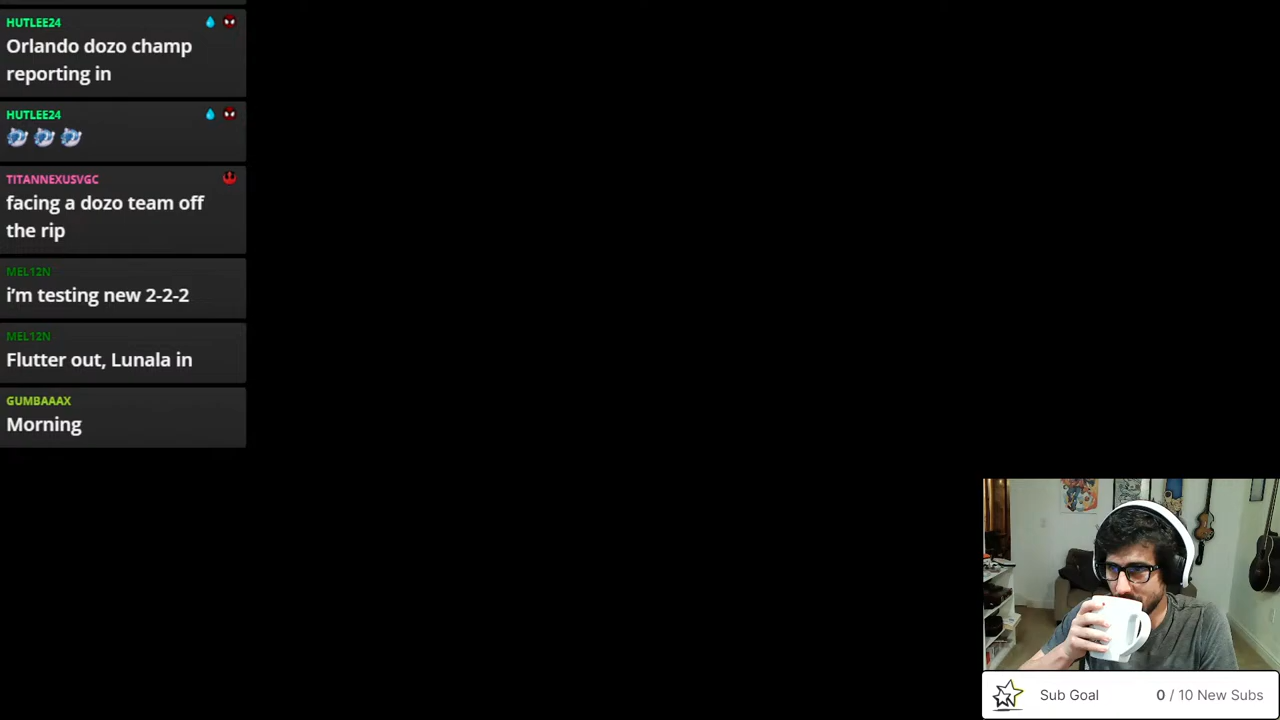 HUTLEE24
Orlando dozo champ
reporting in
HUTLEE24
TITANNEXUSVGC
facing a dozo team off
the rip
MEL12N
i'm testing new 2-2-2
MEL12N
Flutter out, Lunala in
GUMBAAAX
Morning
Sub Goal 0 / 10 New Subs